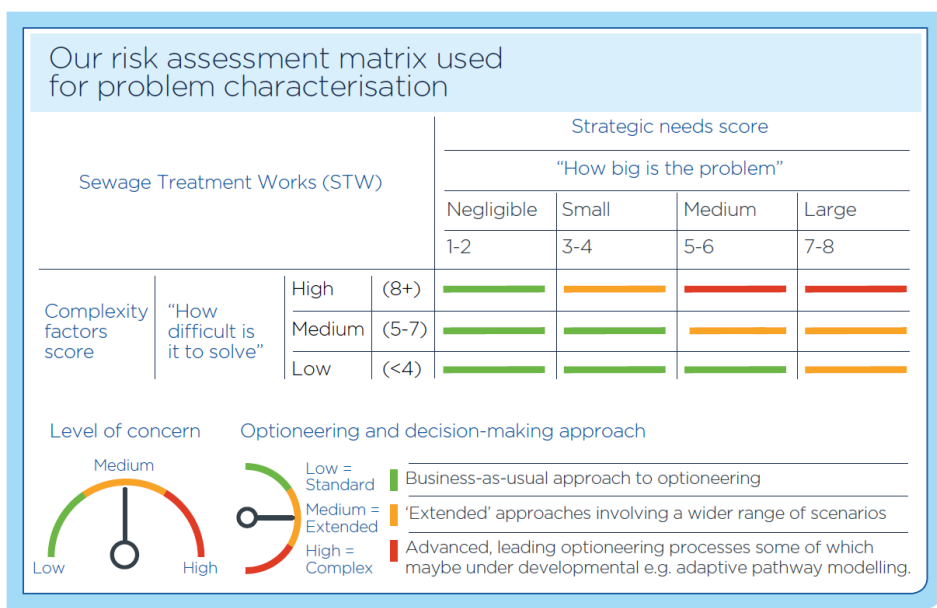 Our risk assessment matrix used
for problem characterisation
Sewage Treatment Works (STW)
Strategic needs score
“How big is the problem”
Negligible Small Medium Large
1-2 3-4 5-6 7-8
Complexity
factors
score
“How
difficult is
it to solve”
High (8+)
Medium (5-7)
Low (<4)
Level of concern
Medium
Low High
Optioneering and decision-making approach
Low =
Standard
Business-as-usual approach to optioneering
Medium =
Extended
‘Extended’ approaches involving a wider range of scenarios
High =
Complex
Advanced, leading optioneering processes some of which
maybe under developmental e.g. adaptive pathway modelling.